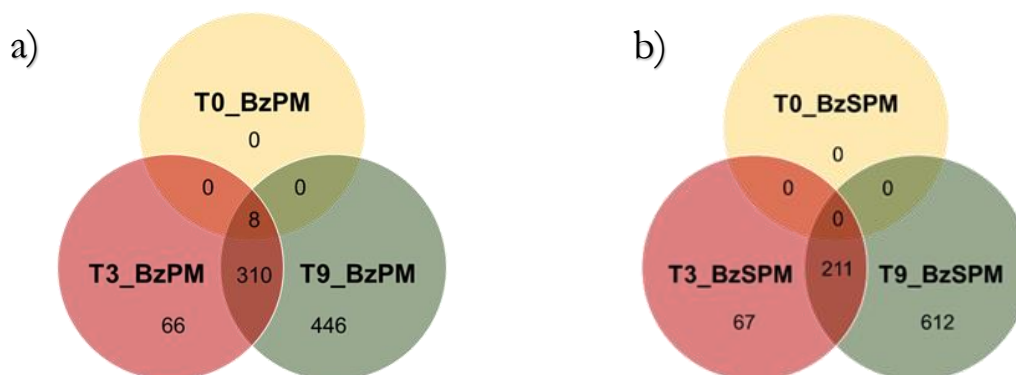 a)
T0_BzPM
0
0 0
8
T3_BzPM 310 T9_BzPM
66 446
b)
T0_BzSPM
0
0 0
0
T3_BzSPM 211 T9_BzSPM
67 612